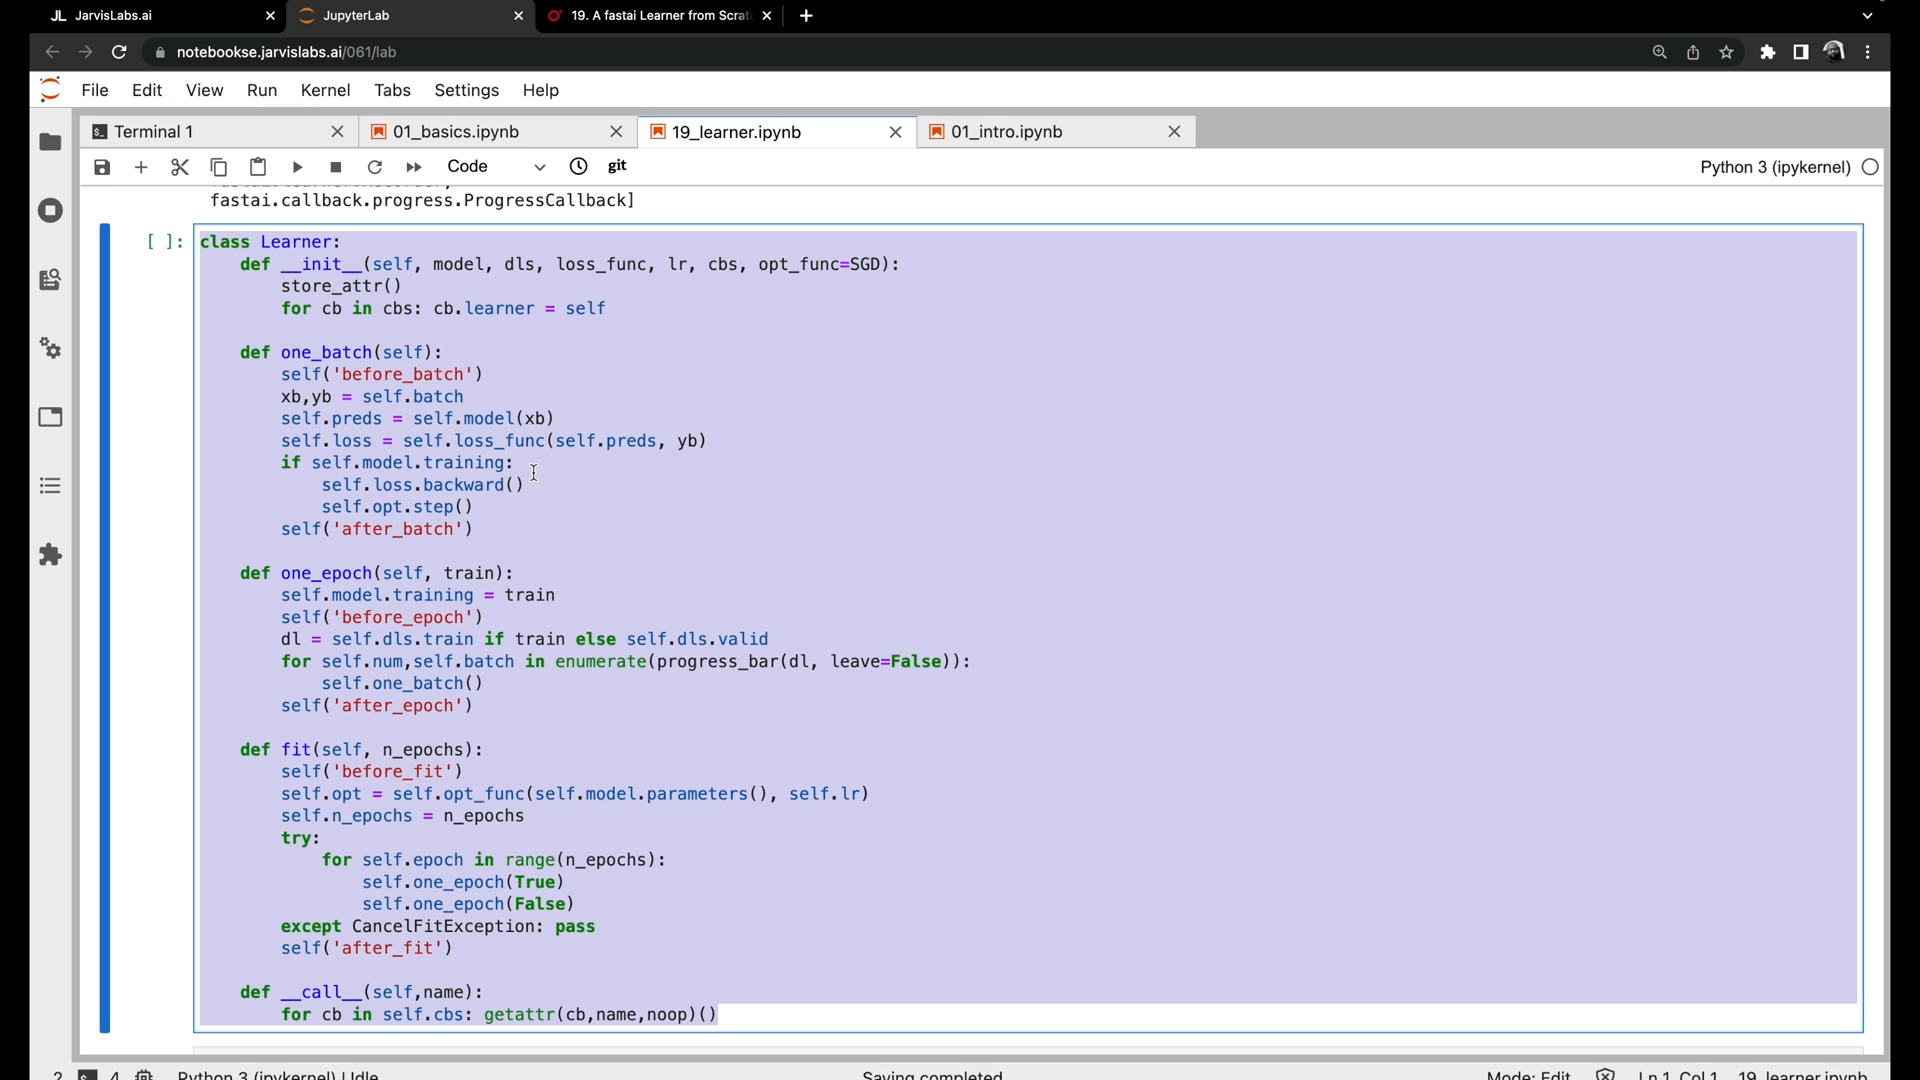 JL JarvisLabs.ai JupyterLab 19. A fastai Learner from Scrat
notebookse.jarvislabs.ai/061/lab
File Edit View Run Kernel Tabs Settings Help
Terminal 1 01_basics.ipynb 19_learner.ipynb 01_intro.ipynb
Code git Python 3 (ipykernel)
fastai.callback.progress.ProgressCallback]
[ ]: class Learner:
    def __init__(self, model, dls, loss_func, lr, cbs, opt_func=SGD):
        store_attr()
        for cb in cbs: cb.learner = self
    def one_batch(self):
        self('before_batch')
        xb,yb = self.batch
        self.preds = self.model(xb)
        self.loss = self.loss_func(self.preds, yb)
        if self.model.training:
            self.loss.backward()
            self.opt.step()
        self('after_batch')
    def one_epoch(self, train):
        self.model.training = train
        self('before_epoch')
        dl = self.dls.train if train else self.dls.valid
        for self.num,self.batch in enumerate(progress_bar(dl, leave=False)):
            self.one_batch()
        self('after_epoch')
    def fit(self, n_epochs):
        self('before_fit')
        self.opt = self.opt_func(self.model.parameters(), self.lr)
        self.n_epochs = n_epochs
        try:
            for self.epoch in range(n_epochs):
                self.one_epoch(True)
                self.one_epoch(False)
        except CancelFitException: pass
        self('after_fit')
    def __call__(self,name):
        for cb in self.cbs: getattr(cb,name,noop)()
2 4 Python 3 (ipykernel) | Idle Saving completed Mode: Edit Ln 1, Col 1 19_learner.ipynb